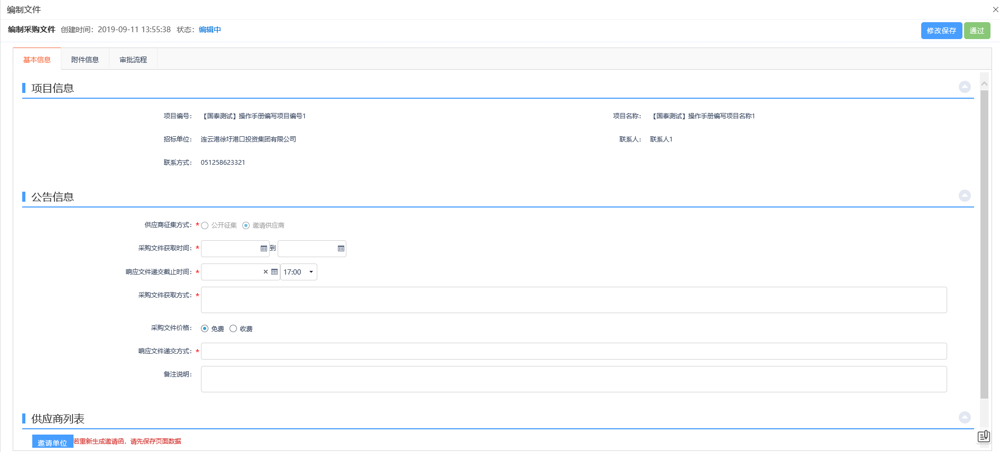 编制文件
编制采购文件 创建时间：2019-09-11 13:55:38 状态：编辑中
修改保存 通过
基本信息 附件信息 审批流程
项目信息
项目编号： 【国泰测试】操作手册编写项目编号1 项目名称： 【国泰测试】操作手册编写项目名称1
招标单位： 连云港徐圩港口投资集团有限公司 联系人： 联系人1
联系方式： 051258623321
公告信息
供应商征集方式： * 公开征集 邀请供应商
采购文件获取时间： * 到
响应文件递交截止时间： * 17:00
采购文件获取方式： *
采购文件价格： 免费 收费
响应文件递交方式： *
备注说明：
供应商列表
邀请单位 若重新生成邀请函，请先保存页面数据